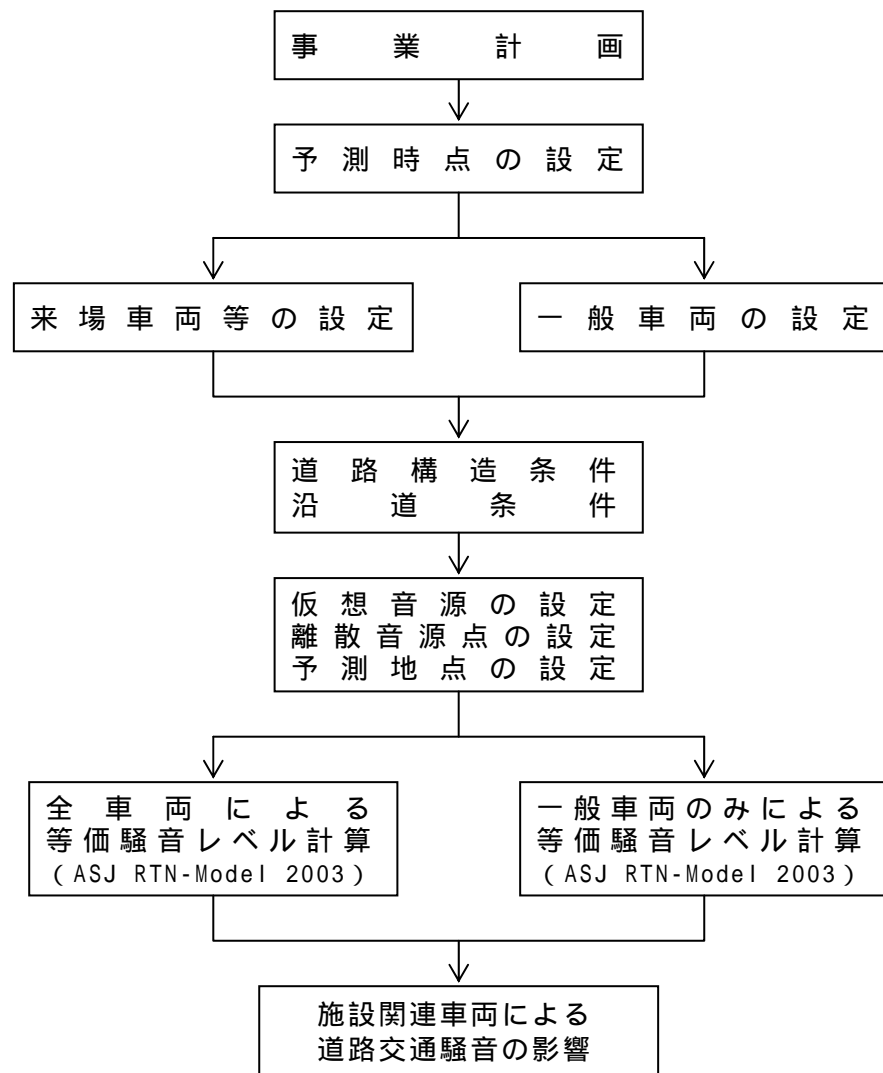 事業計画
予測時点の設定
来場車両等の設定
一般車両の設定
道路構造条件
沿道条件
仮想音源の設定
離散音源点の設定
予測地点の設定
全車両による
等価騒音レベル計算
(ASJ RTN-Model 2003)
一般車両のみによる
等価騒音レベル計算
(ASJ RTN-Model 2003)
施設関連車両による
道路交通騒音の影響